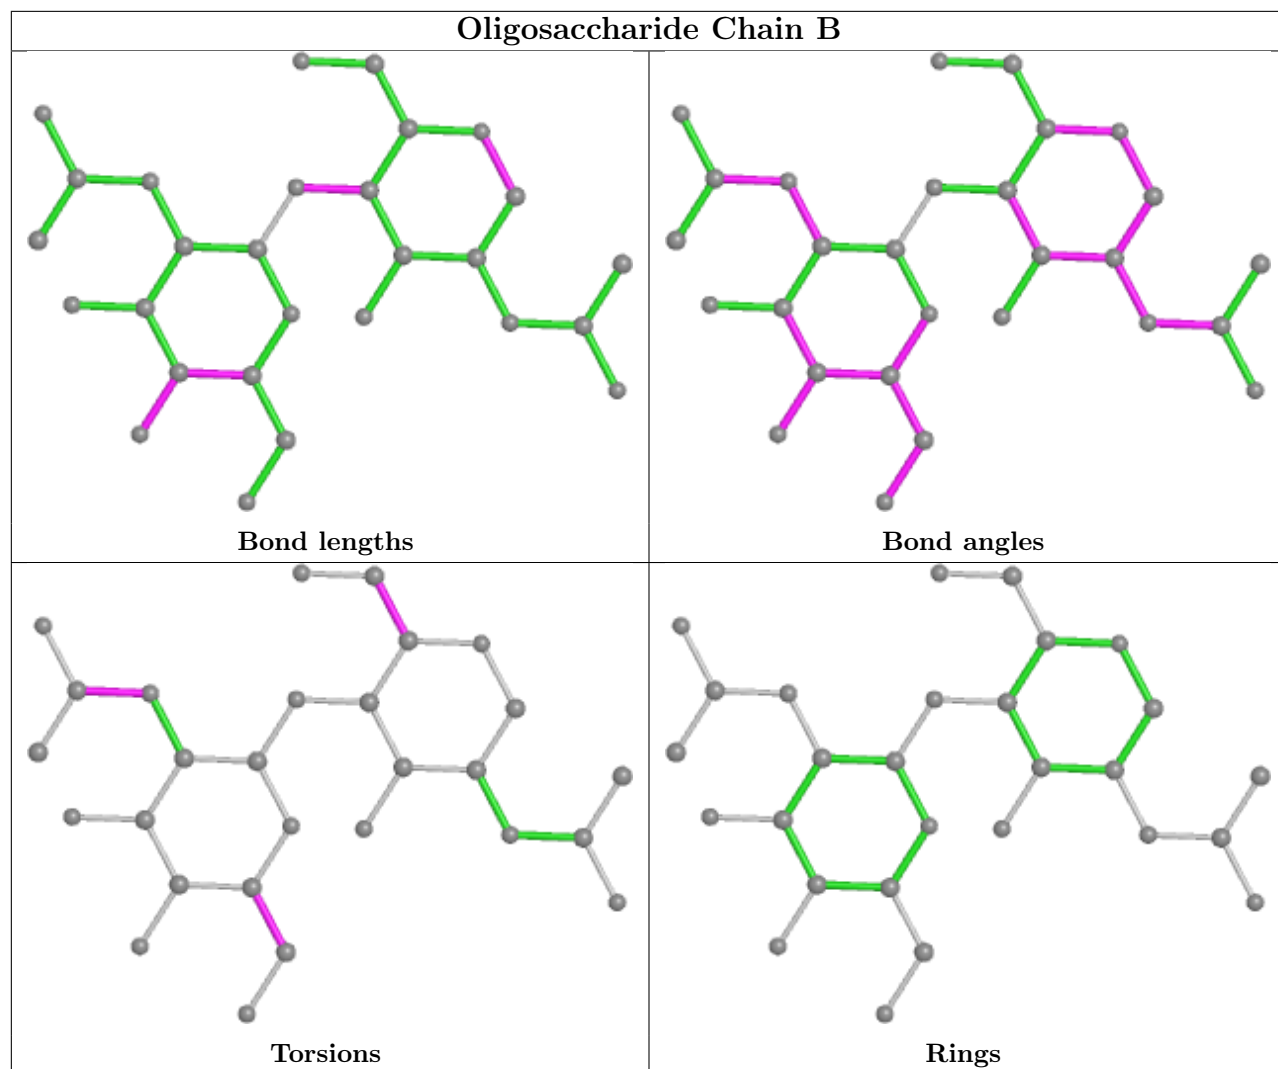 Oligosaccharide Chain B
Bond lengths
Bond angles
Torsions
Rings